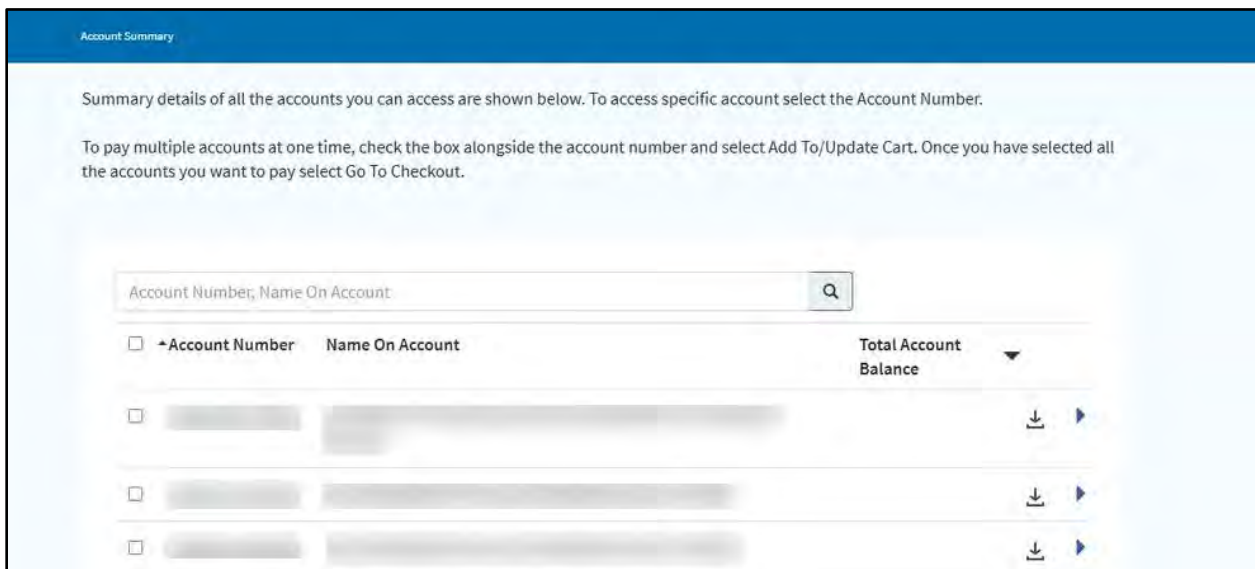 Account Summary
Summary details of all the accounts you can access are shown below. To access specific account select the Account Number.
To pay multiple accounts at one time, check the box alongside the account number and select Add To/Update Cart. Once you have selected all
the accounts you want to pay select Go To Checkout.
Account Number, Name On Account
Account Number Name On Account Total Account
Balance